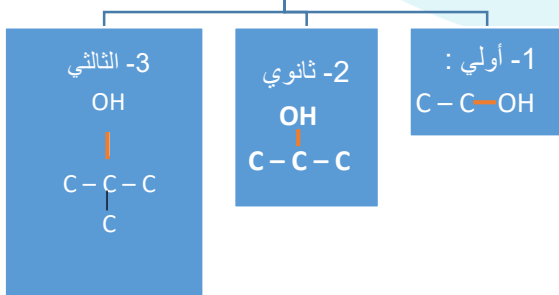 1- أولي :
C – C – OH
2- ثانوي
OH
C – C – C
3- الثالثي
OH
C – C – C
C